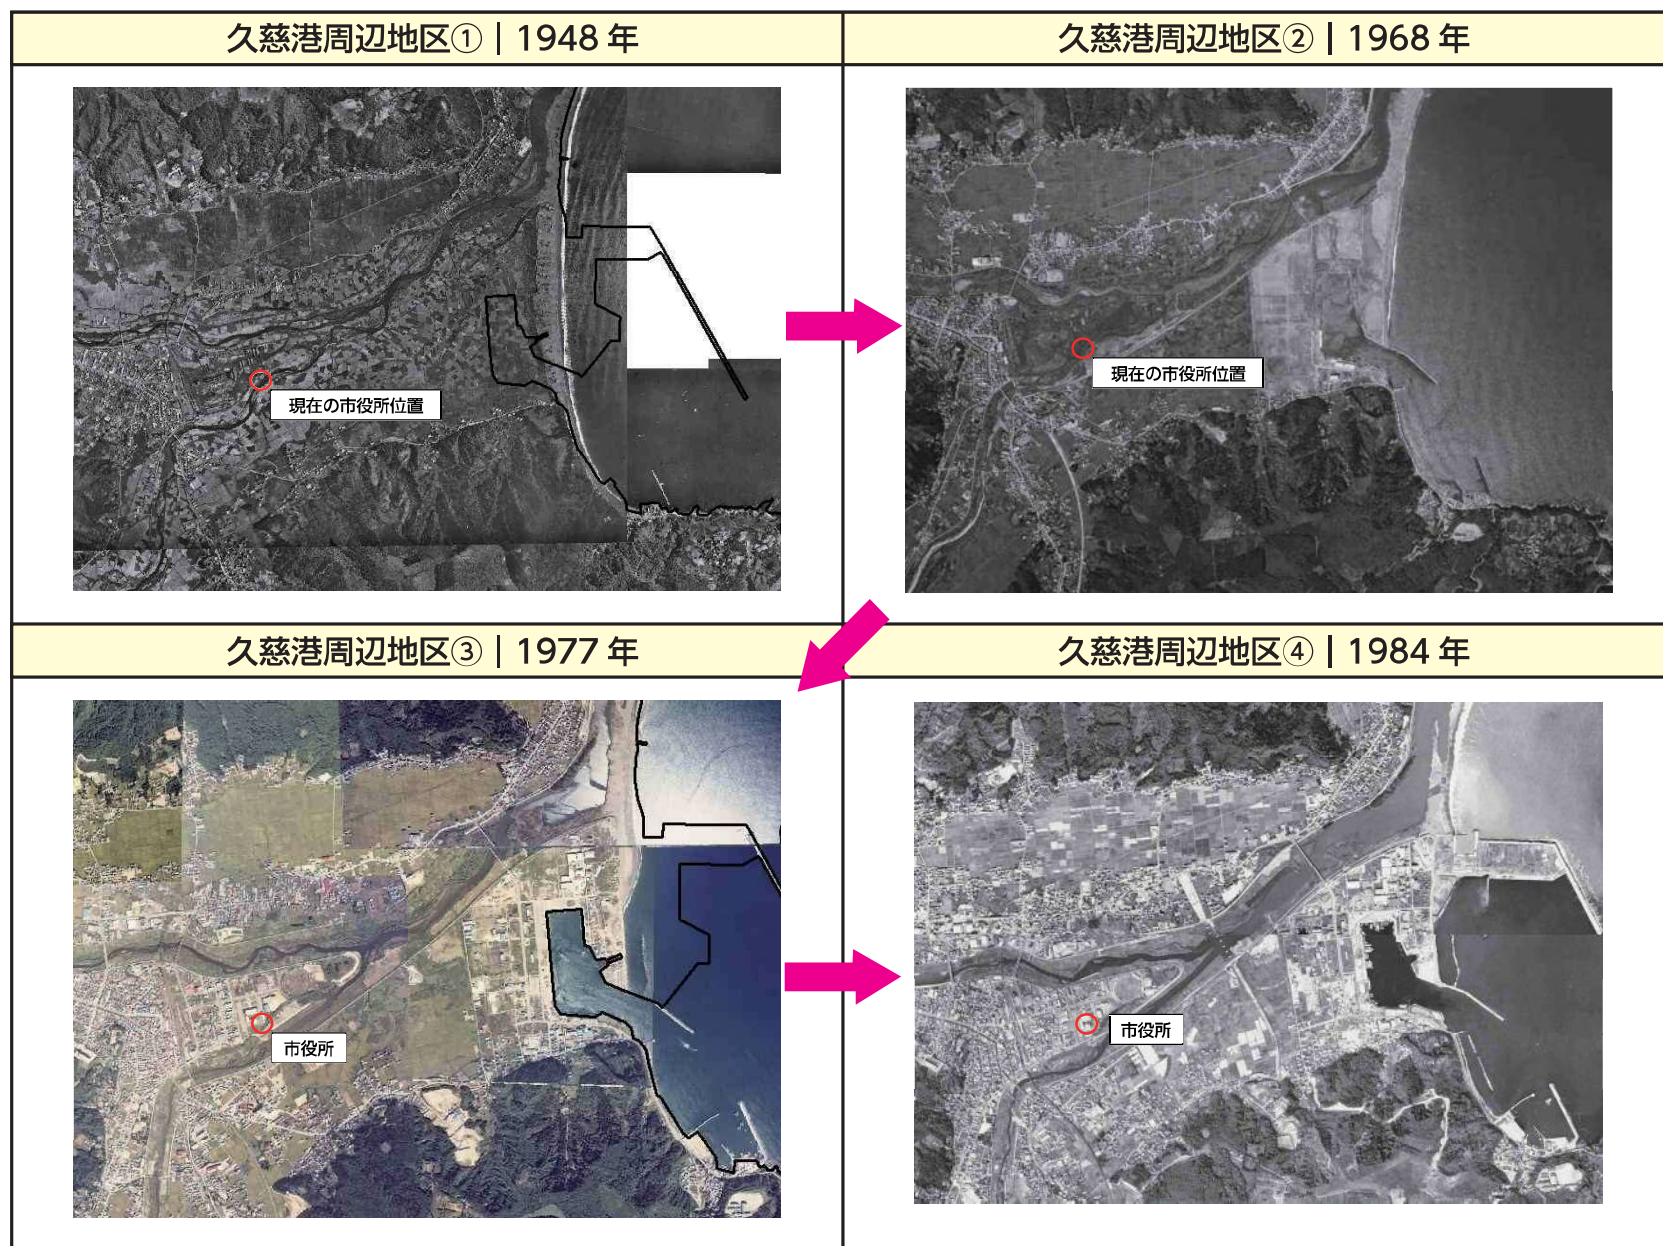 久慈港周辺地区①｜1948 年
久慈港周辺地区②｜1968 年
現在の市役所位置
現在の市役所位置
久慈港周辺地区③｜1977 年
久慈港周辺地区④｜1984 年
市役所
市役所